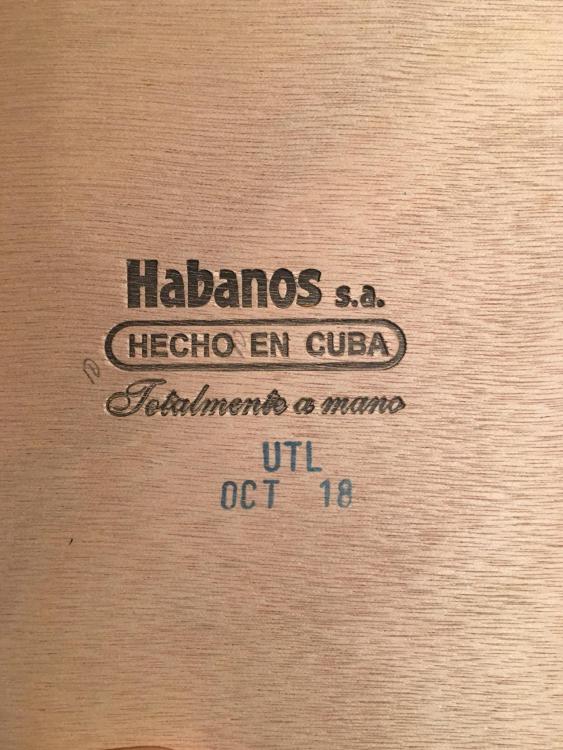 Habanos s.a.
HECHO EN CUBA
Totalmente a mano
UTL
OCT 18